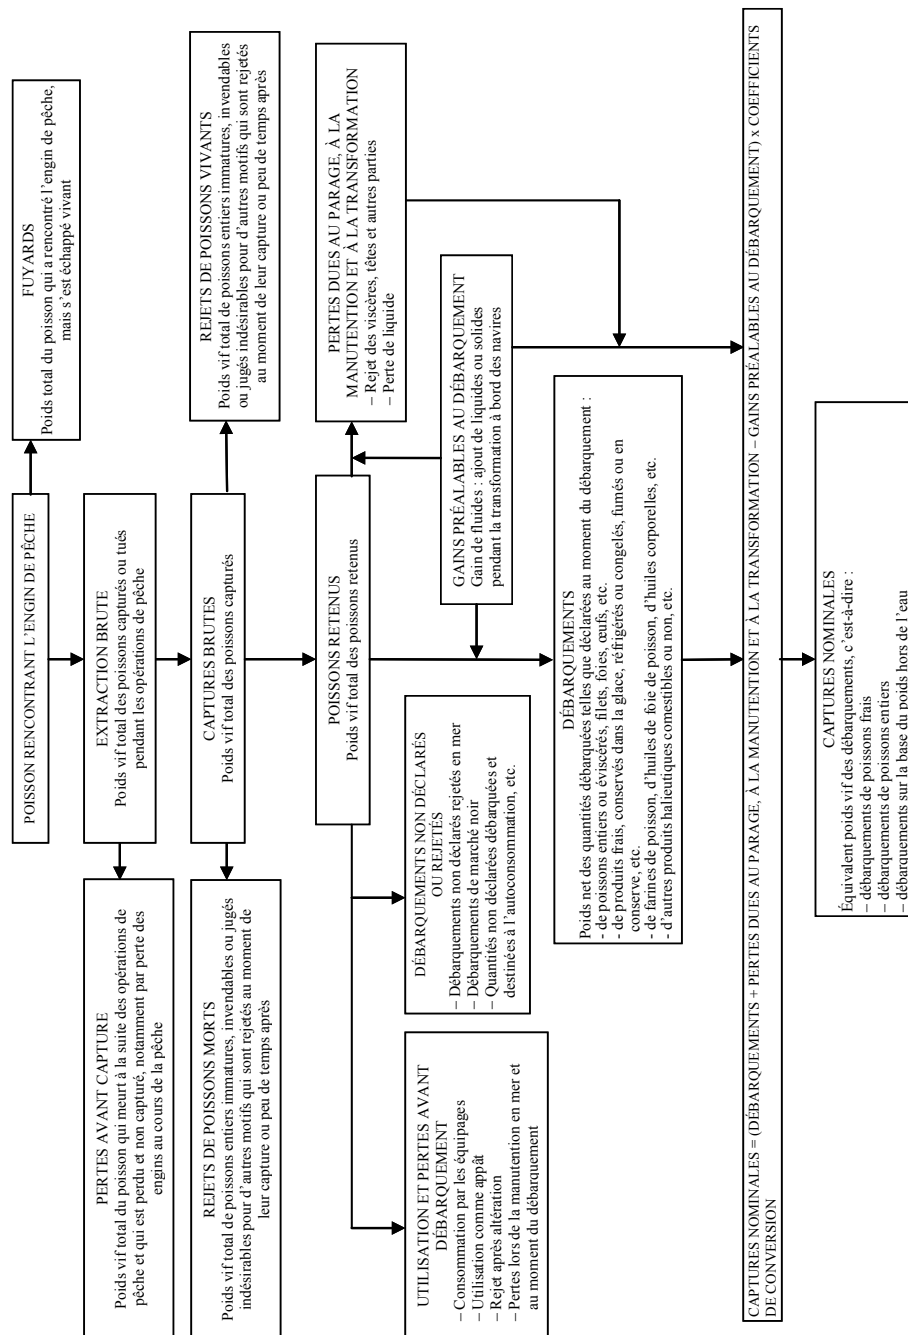 FUYARDS
Poids total du poisson qui a rencontré l'engin de pêche,
mais s'est échappé vivant
POISSON RENCONTRANT L'ENGIN DE PÊCHE
PERTES AVANT CAPTURE
Poids vif total du poisson qui meurt à la suite des opérations de
pêche et qui est perdu et non capturé, notamment par perte des
engins au cours de la pêche
EXTRACTION BRUTE
Poids vif total des poissons capturés ou tués
pendant les opérations de pêche
REJETS DE POISSONS MORTS
Poids vif total de poissons entiers immatures, invendables ou jugés
indésirables pour d'autres motifs qui sont rejetés au moment de
leur capture ou peu de temps après
CAPTURES BRUTES
Poids vif total des poissons capturés
REJETS DE POISSONS VIVANTS
Poids vif total de poissons entiers immatures, invendables
ou jugés indésirables pour d'autres motifs qui sont rejetés
au moment de leur capture ou peu de temps après
POISSONS RETENUS
Poids vif total des poissons retenus
PERTES DUES AU PARAGE, À LA
MANUTENTION ET À LA TRANSFORMATION
– Rejet des viscères, têtes et autres parties
– Perte de liquide
UTILISATION ET PERTES AVANT
DÉBARQUEMENT
– Consommation par les équipages
– Utilisation comme appât
– Rejet après altération
– Pertes lors de la manutention en mer et
au moment du débarquement
DÉBARQUEMENTS NON DÉCLARÉS
OU REJETÉS
– Débarquements non déclarés rejetés en mer
– Débarquements de marché noir
– Quantités non déclarées débarquées et
destinées à l'autoconsommation, etc.
GAINS PRÉALABLES AU DÉBARQUEMENT
Gain de fluides : ajout de liquides ou solides
pendant la transformation à bord des navires
DÉBARQUEMENTS
Poids net des quantités débarquées telles que déclarées au moment du débarquement :
- de poissons entiers ou éviscérés, filets, foies, œufs, etc.
- de produits frais, conservés dans la glace, réfrigérés ou congelés, fumés ou en
conserve, etc.
- de farines de poisson, d'huiles de foie de poisson, d'huiles corporelles, etc.
- d'autres produits halieutiques comestibles ou non, etc.
CAPTURES NOMINALES = (DÉBARQUEMENTS + PERTES DUES AU PARAGE, À LA MANUTENTION ET À LA TRANSFORMATION – GAINS PRÉALABLES AU DÉBARQUEMENT) x COEFFICIENTS
DE CONVERSION
CAPTURES NOMINALES
Équivalent poids vif des débarquements, c'est-à-dire :
– débarquements de poissons frais
– débarquements de poissons entiers
– débarquements sur la base du poids hors de l'eau